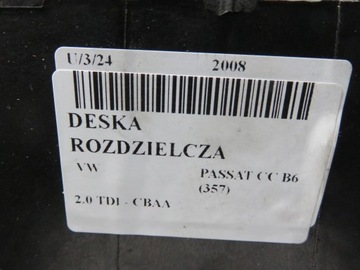 U/3/24 2008
DESKA
ROZDZIELCZA
VW PASSAT CC B6
(357)
2.0 TDI - CBAA